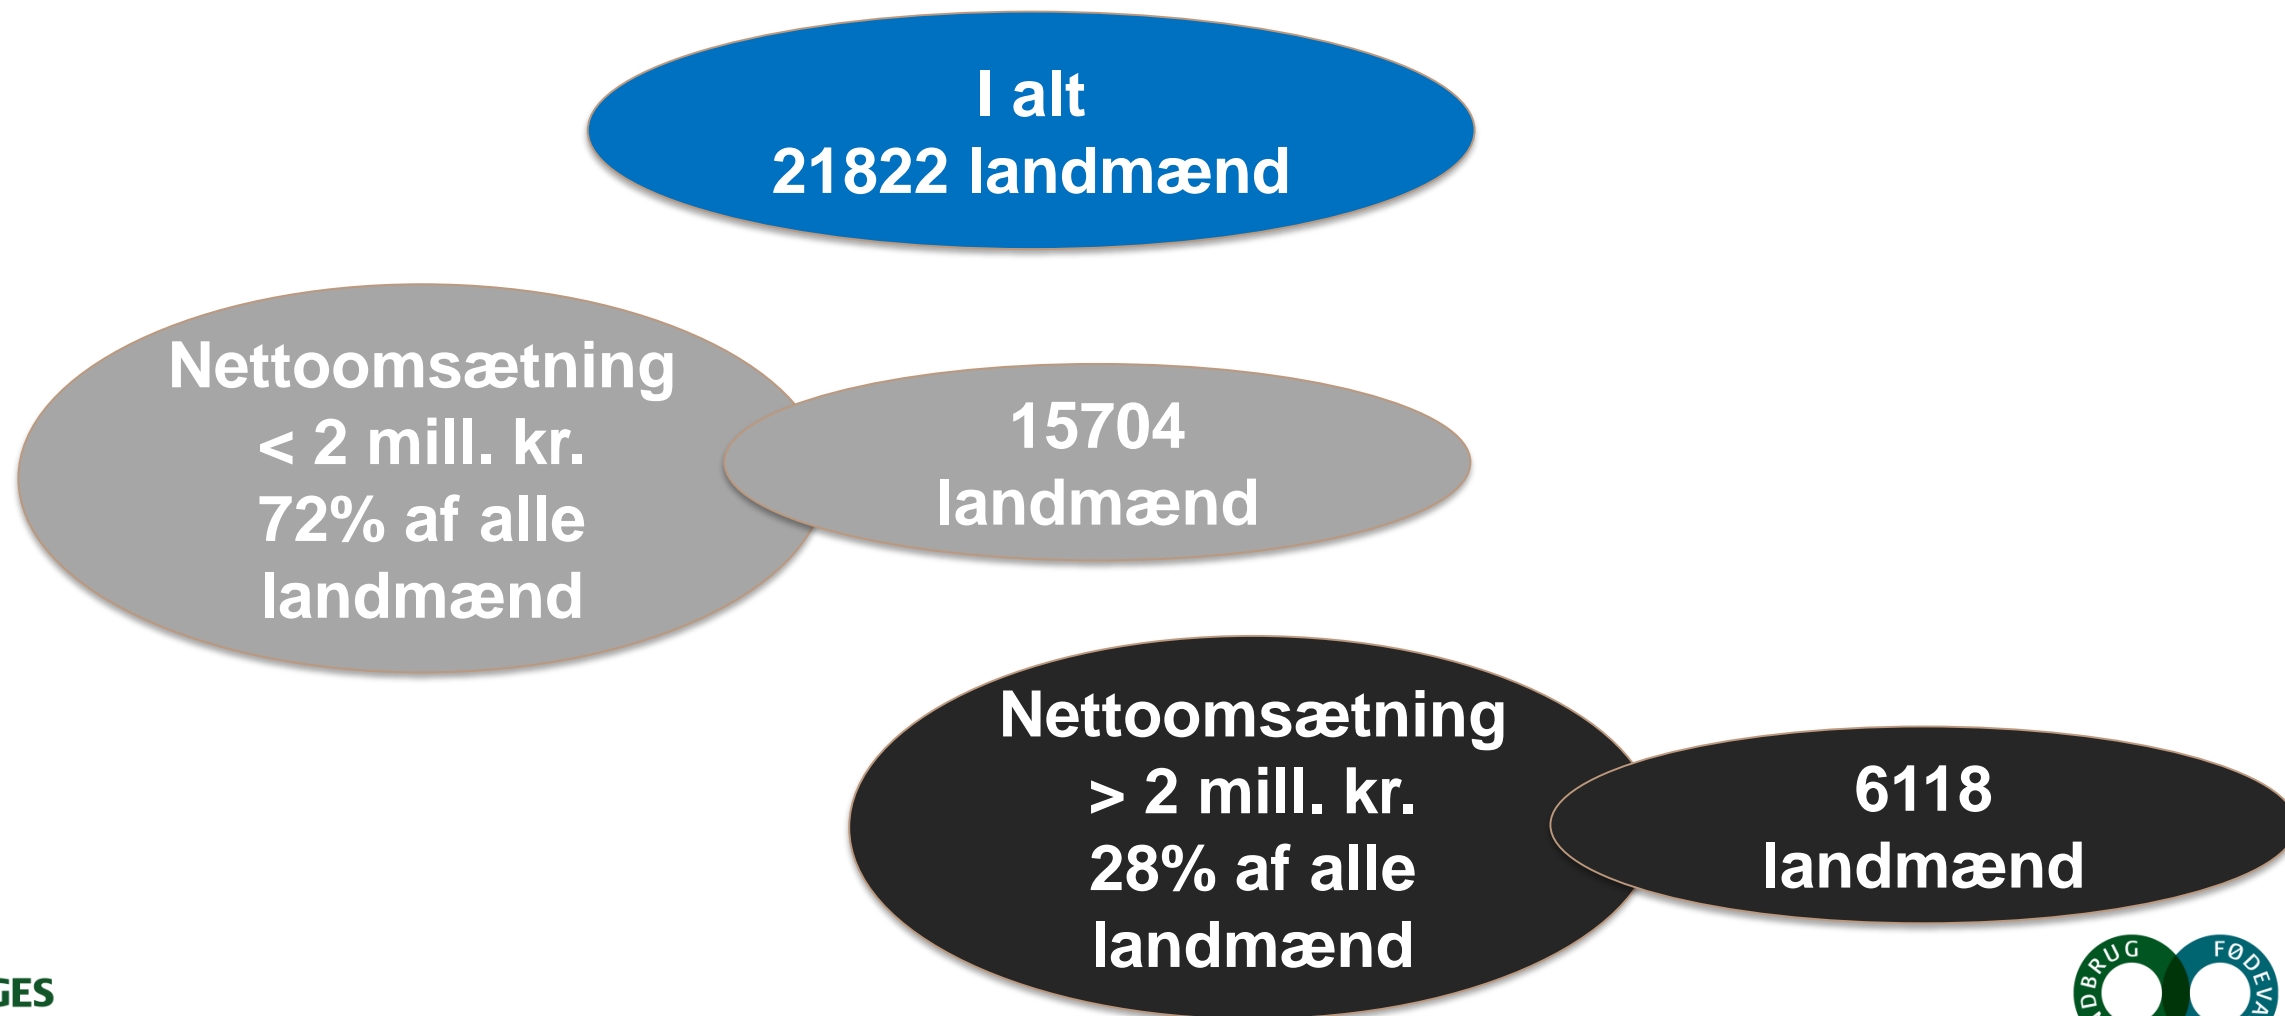 I alt
21822 landmænd
Nettoomsætning
< 2 mill. kr.
72% af alle
landmænd
15704
landmænd
Nettoomsætning
> 2 mill. kr.
28% af alle
landmænd
6118
landmænd